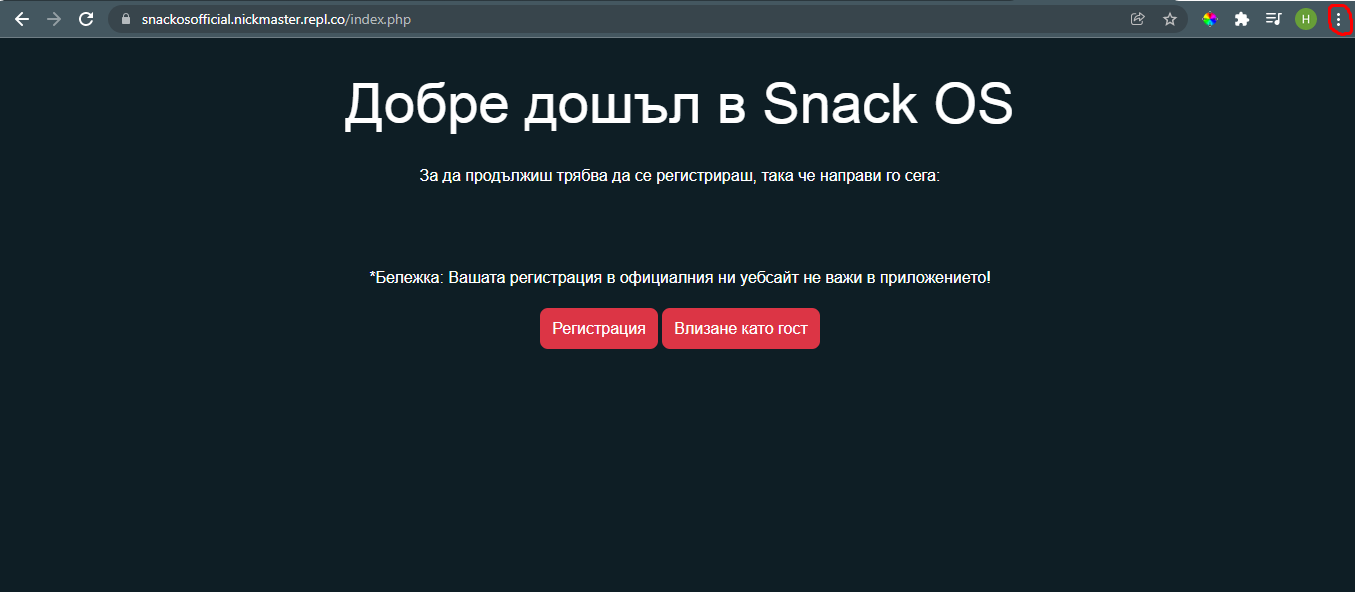 snackosofficial.nickmaster.repl.co/index.php
H
Добре дошъл в Snack OS
За да продължиш трябва да се регистрираш, така че направи го сега:
*Бележка: Вашата регистрация в официалния ни уебсайт не важи в приложението!
Регистрация Влизане като гост